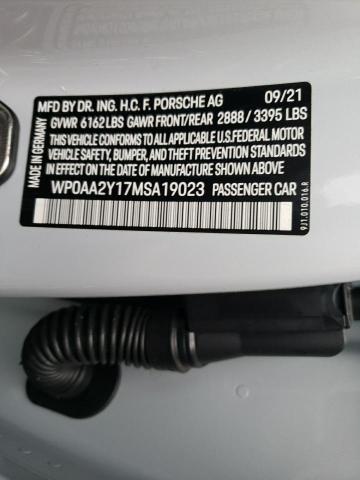 MFD BY DR. ING. H.C. F. PORSCHE AG 09/21
GVWR 6162 LBS GAWR FRONT/REAR 2888 / 3395 LBS
THIS VEHICLE CONFORMS TO ALL APPLICABLE U.S. FEDERAL MOTOR
VEHICLE SAFETY, BUMPER, AND THEFT PREVENTION STANDARDS
IN EFFECT ON THE DATE OF MANUFACTURE SHOWN ABOVE
WP0AA2Y17MSA19023 PASSENGER CAR
MADE IN GERMANY
9J1.010.016.R